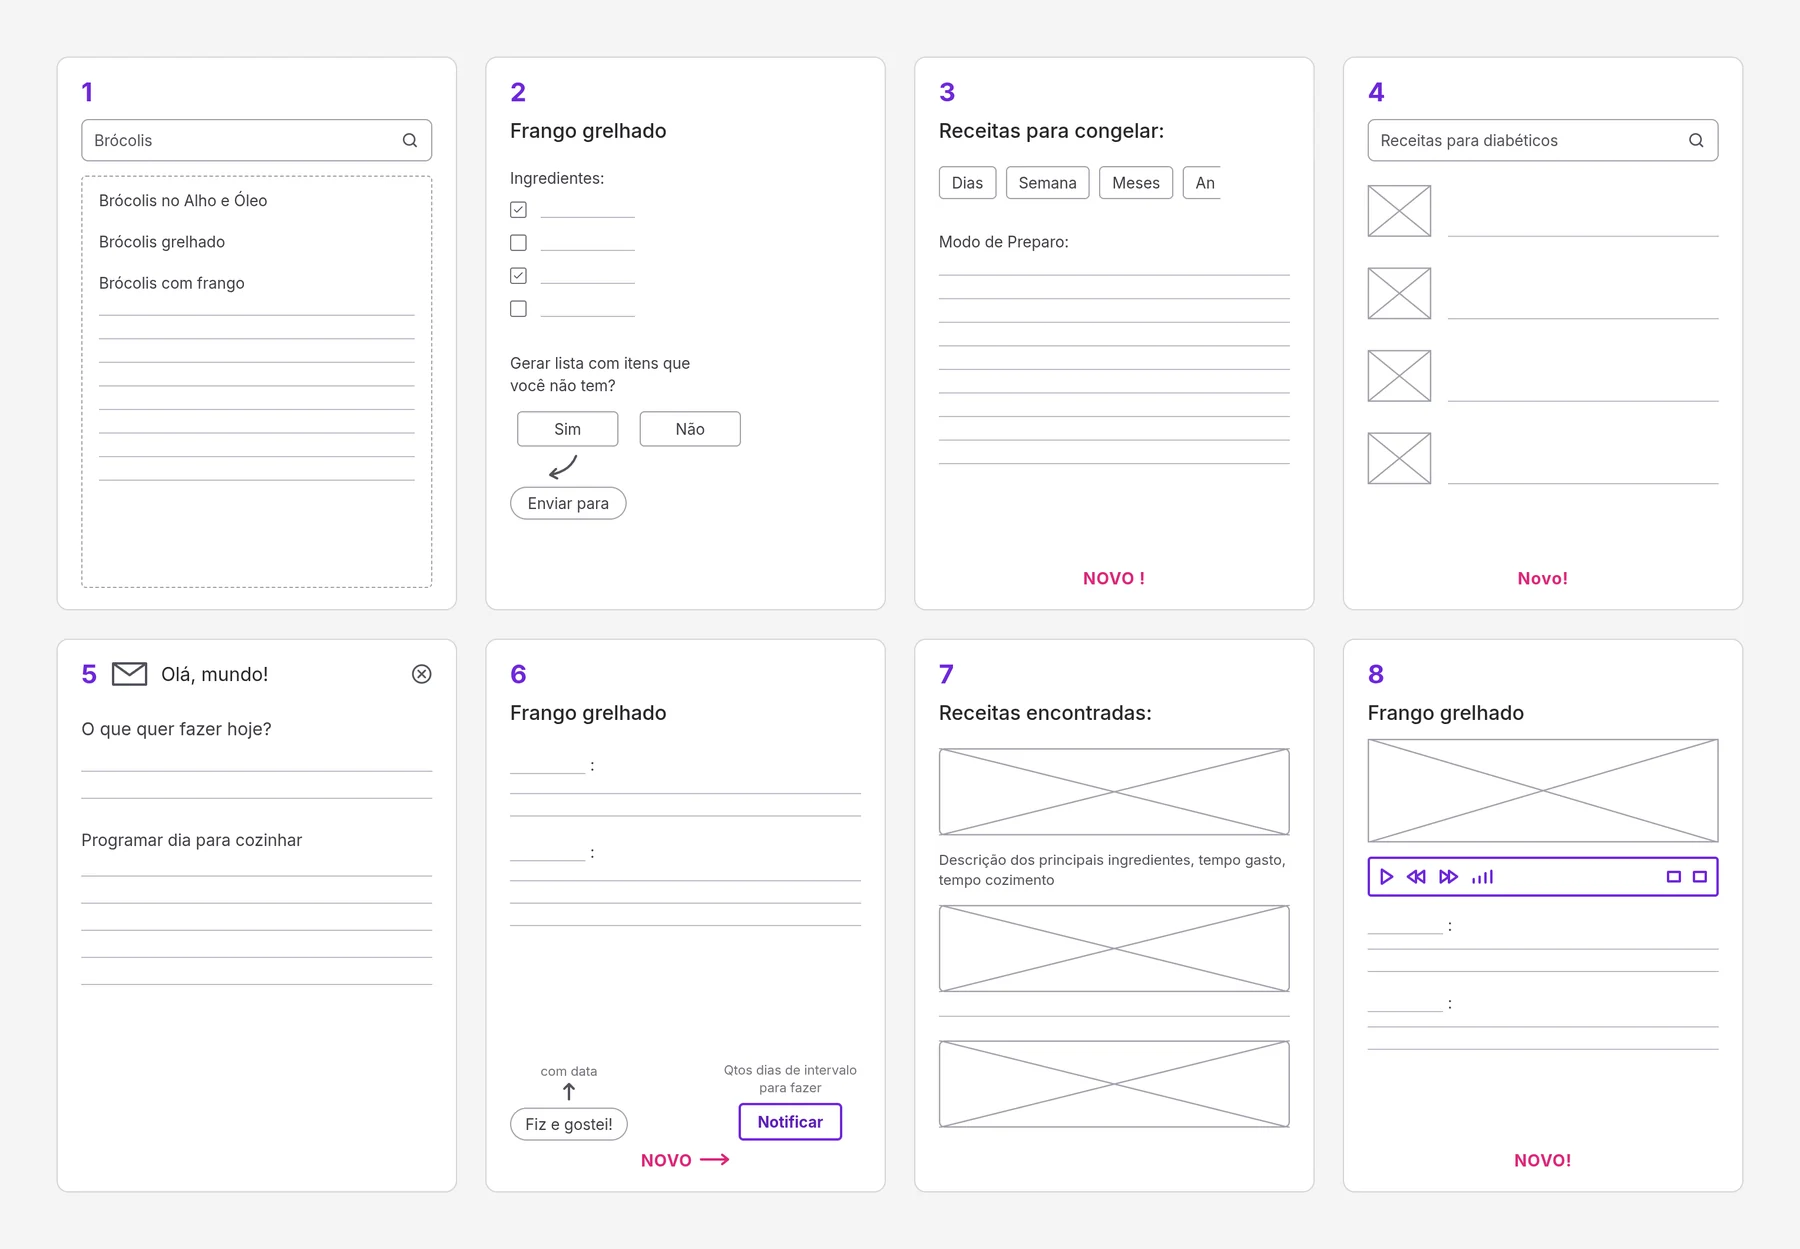 1
Brócolis
Brócolis no Alho e Óleo
Brócolis grelhado
Brócolis com frango
2
Frango grelhado
Ingredientes:
Gerar lista com itens que
você não tem?
Sim
Não
Enviar para
3
Receitas para congelar:
Dias
Semana
Meses
An
Modo de Preparo:
NOVO !
4
Receitas para diabéticos
Novo!
5
Olá, mundo!
O que quer fazer hoje?
Programar dia para cozinhar
6
Frango grelhado
:
:
com data
Fiz e gostei!
Qtos dias de intervalo
para fazer
Notificar
NOVO
7
Receitas encontradas:
Descrição dos principais ingredientes, tempo gasto,
tempo cozimento
8
Frango grelhado
:
:
NOVO!